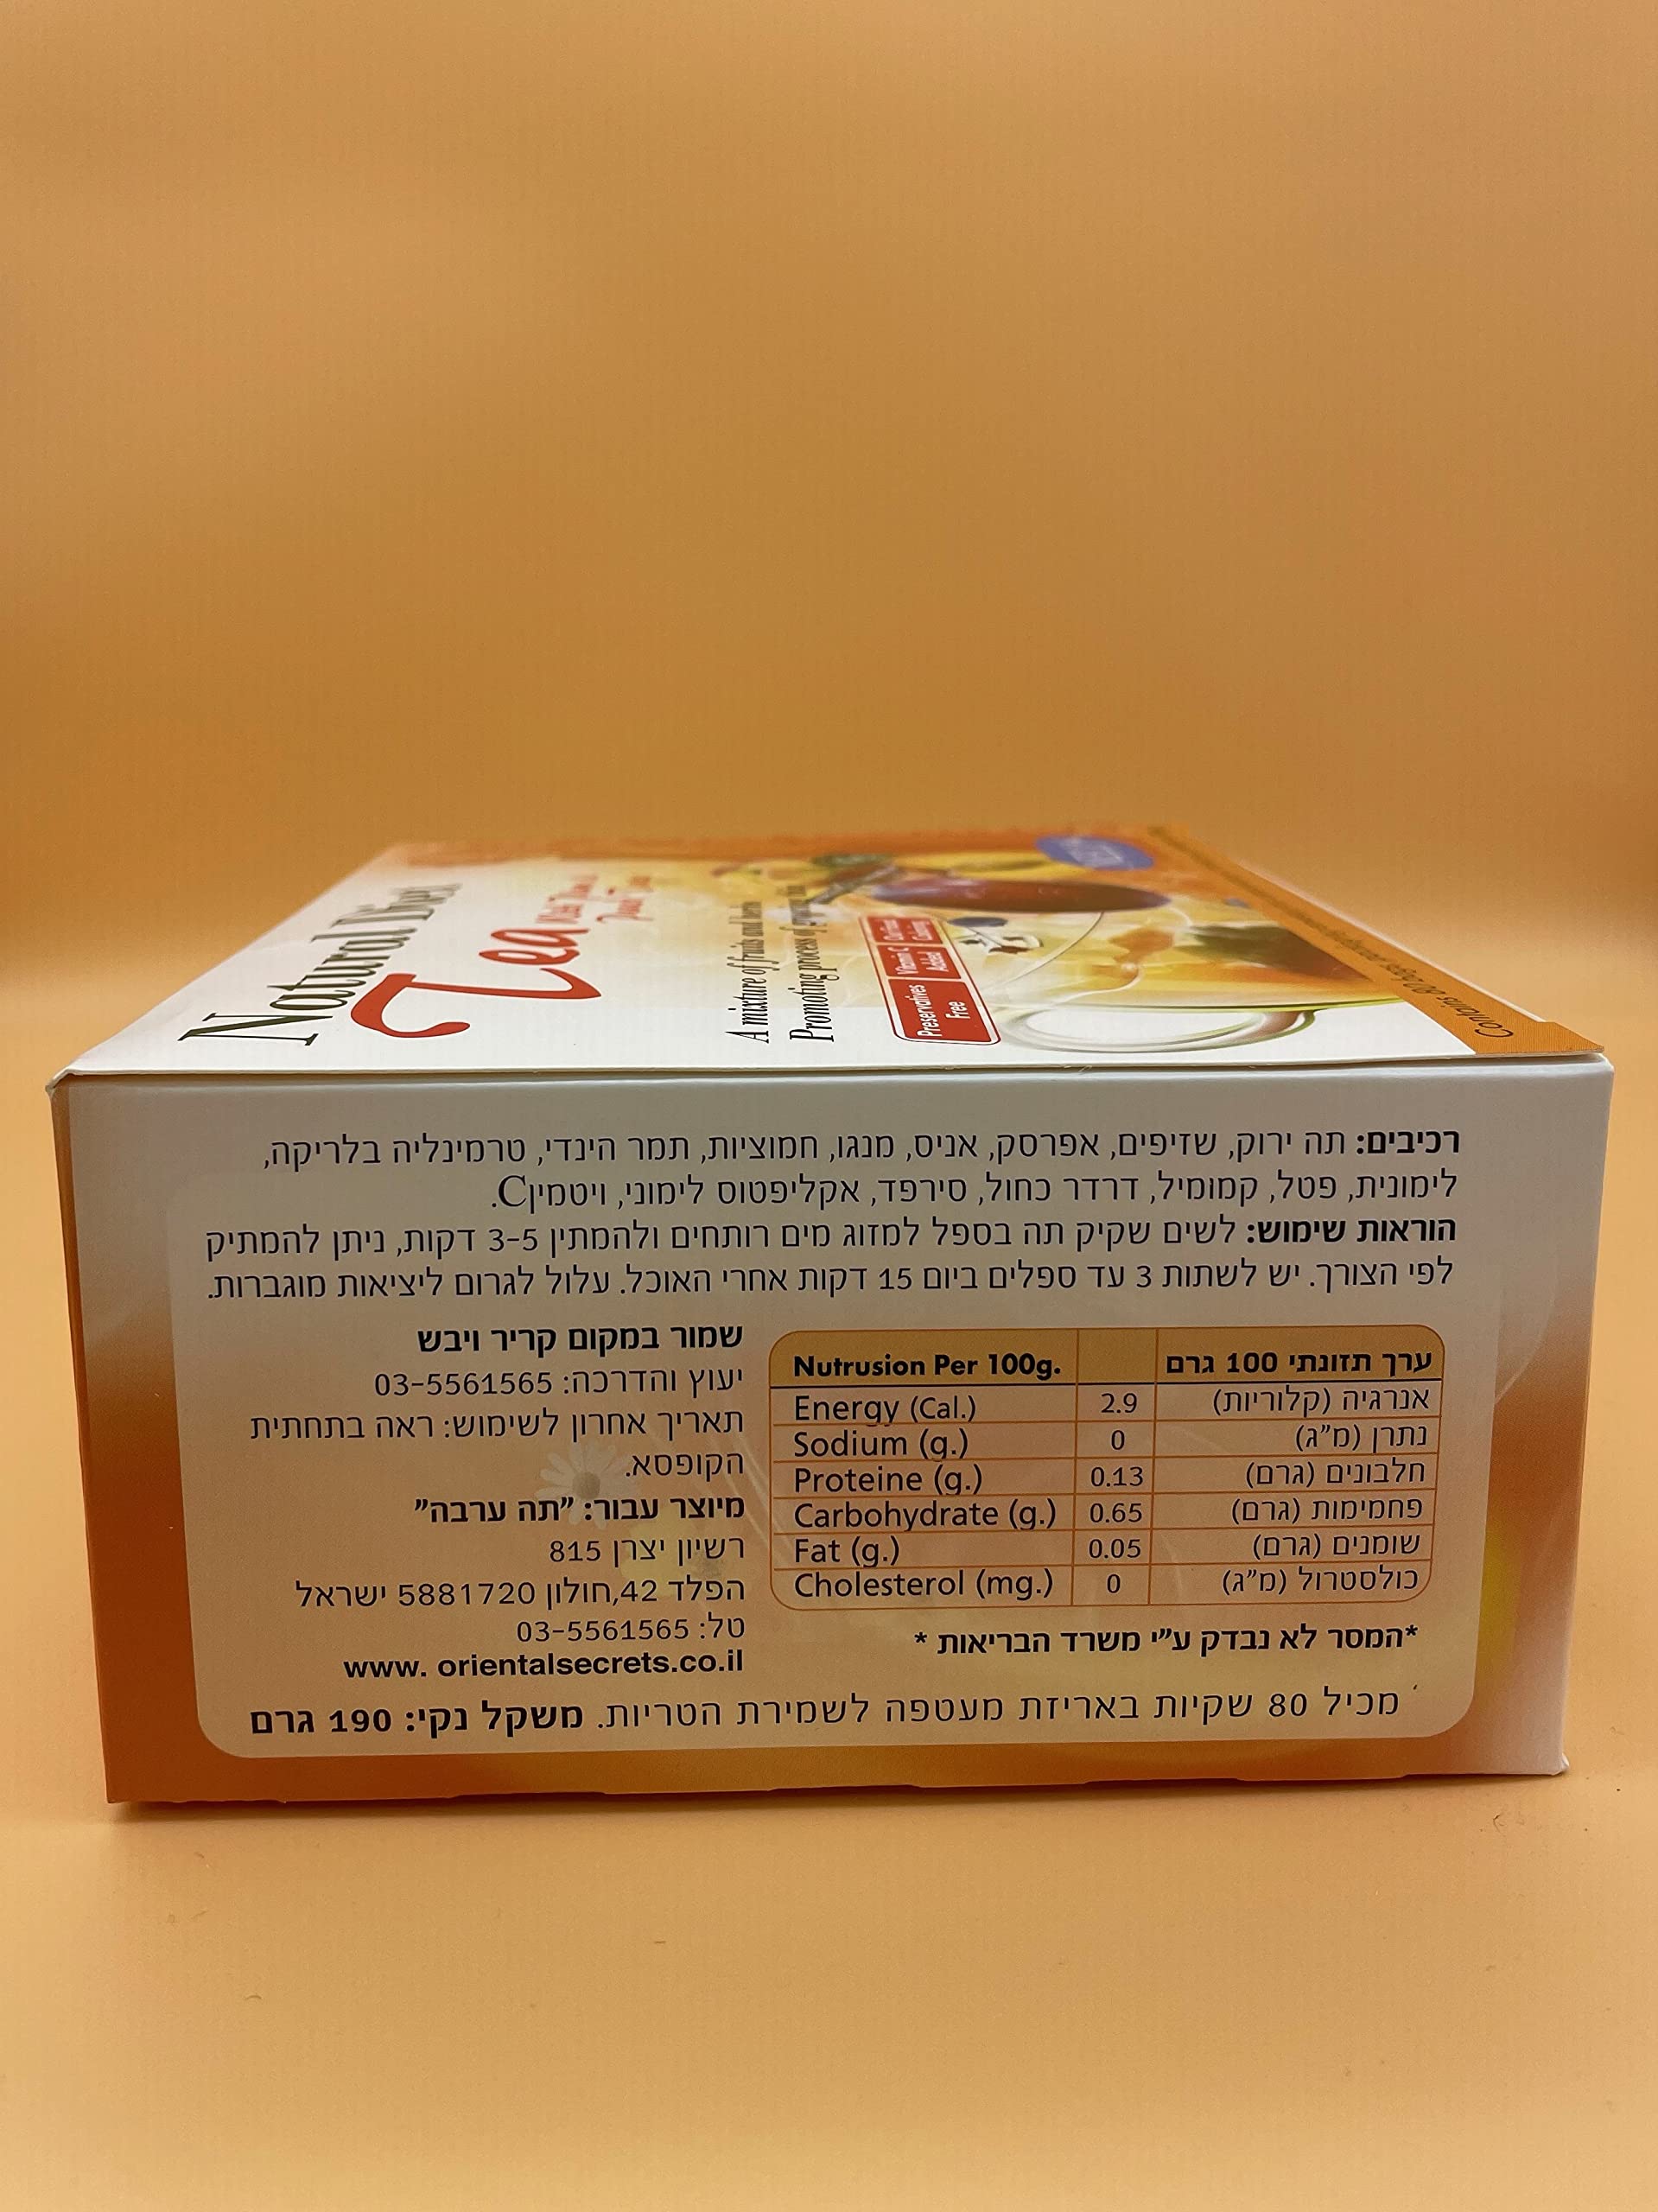 Natural Diet
Tea
A mixture of fruits and herbs
Promoting process of
Preservatives
Free
Vitamin C
Added
Contains 80 bags
רכיבים: תה ירוק, שזיפים, אפרסק, אניס, מנגו, חמוציות, תמר הינדי, טרמינליה בלריקה,
לימונית, פטל, קמומיל, דרדר כחול, סירפד, אקליפטוס לימוני, ויטמיןC.
הוראות שימוש: לשים שקיק תה בספל למזוג מים רותחים ולהמתין 3-5 דקות, ניתן להמתיק
לפי הצורך. יש לשתות 3 עד ספלים ביום 15 דקות אחרי האוכל. עלול לגרום ליציאות מוגברות.
ערך תזונתי 100 גרם Nutrusion Per 100g.
אנרגיה (קלוריות) 2.9 Energy (Cal.)
נתרן (מ"ג) 0 Sodium (g.)
חלבונים (גרם) 0.13 Proteine (g.)
פחמימות (גרם) 0.65 Carbohydrate (g.)
שומנים (גרם) 0.05 Fat (g.)
כולסטרול (מ"ג) 0 Cholesterol (mg.)
*המסר לא נבדק ע"י משרד הבריאות *
שמור במקום קריר ויבש
יעוץ והדרכה: 03-5561565
תאריך אחרון לשימוש: ראה בתחתית
הקופסא.
מיוצר עבור: "תה ערבה"
רשיון יצרן 815
הפלד 42,חולון 5881720 ישראל
טל: 03-5561565
www. orientalsecrets.co.il
מכיל 80 שקיות באריזת מעטפה לשמירת הטריות. משקל נקי: 190 גרם